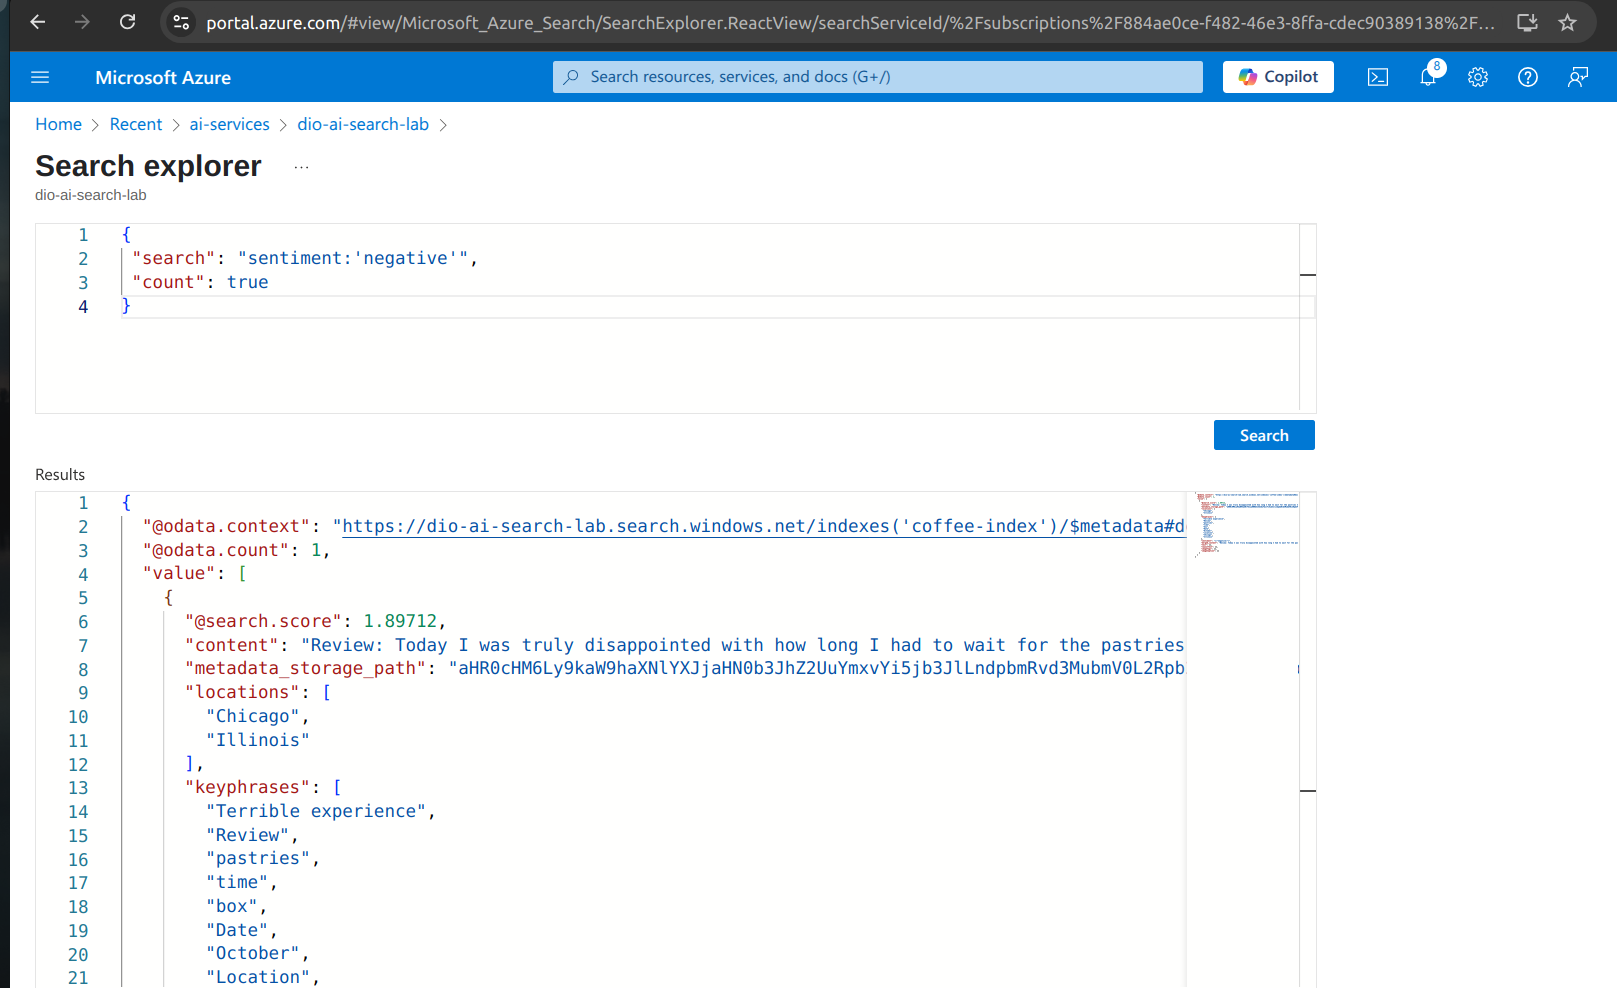 portal.azure.com/#view/Microsoft_Azure_Search/SearchExplorer.ReactView/searchServiceId/%2Fsubscriptions%2F884ae0ce-f482-46e3-8ffa-cdec90389138%2F...
Microsoft Azure
Search resources, services, and docs (G+/)
Copilot
8
Home > Recent > ai-services > dio-ai-search-lab >
Search explorer ...
dio-ai-search-lab
1 {
2 "search": "sentiment:'negative'",
3 "count": true
4 }
Search
Results
1 {
2 "@odata.context": "https://dio-ai-search-lab.search.windows.net/indexes('coffee-index')/$metadata#d
3 "@odata.count": 1,
4 "value": [
5 {
6 "@search.score": 1.89712,
7 "content": "Review: Today I was truly disappointed with how long I had to wait for the pastries
8 "metadata_storage_path": "aHR0cHM6Ly9kaW9haXNlYXJjaHN0b3JhZ2UuYmxvYi5jb3JlLndpbmRvd3MubmV0L2Rpb
9 "locations": [
10 "Chicago",
11 "Illinois"
12 ],
13 "keyphrases": [
14 "Terrible experience",
15 "Review",
16 "pastries",
17 "time",
18 "box",
19 "Date",
20 "October",
21 "Location",